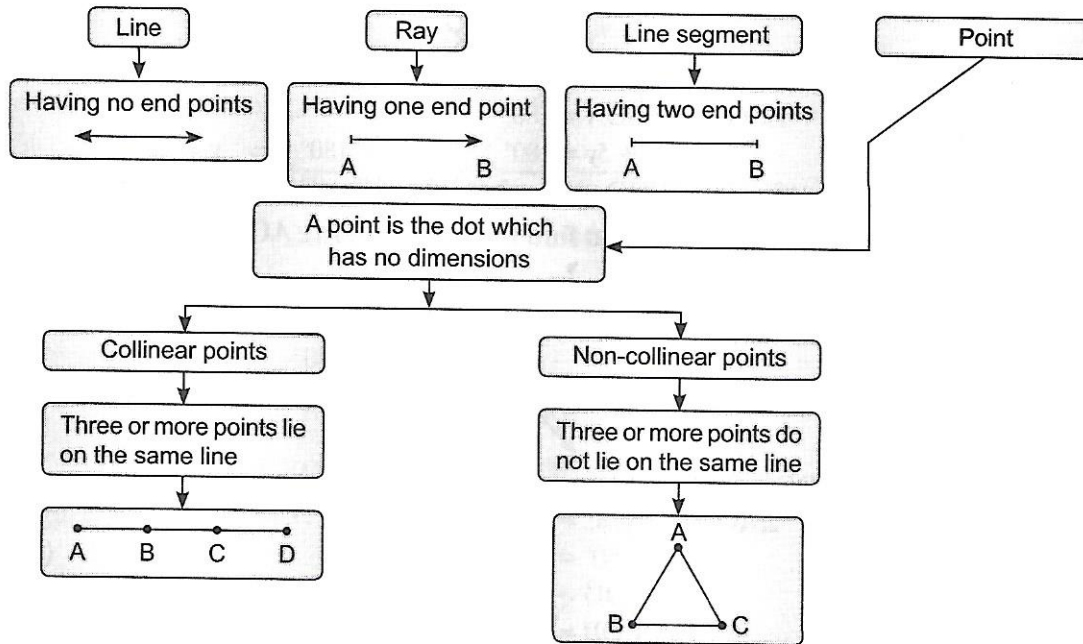 Line
Ray
Line segment
Point
Having no end points
Having one end point
A B
Having two end points
A B
A point is the dot which
has no dimensions
Collinear points
Non-collinear points
Three or more points lie
on the same line
Three or more points do
not lie on the same line
A B C D
A
B C